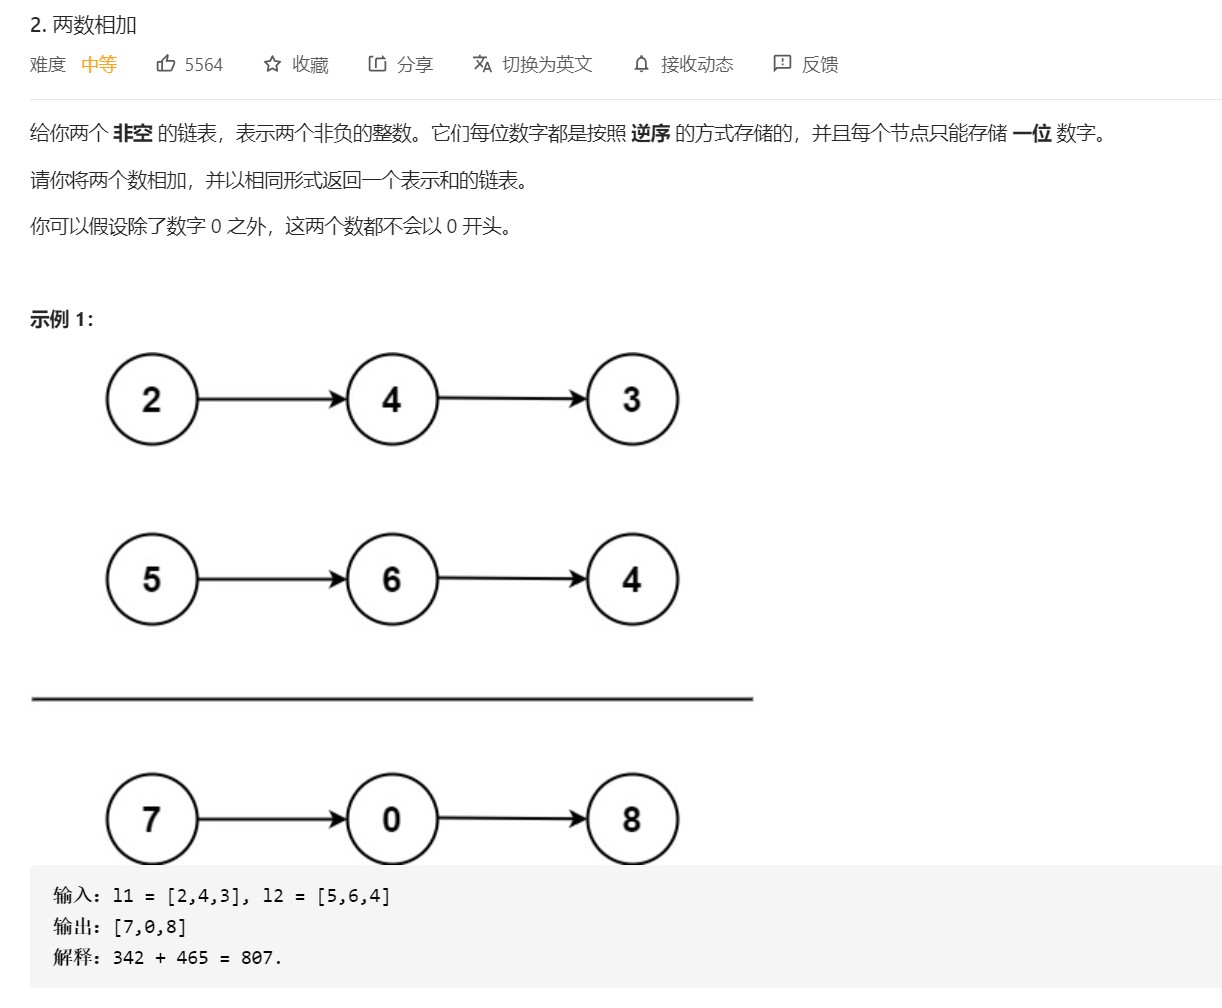 2. 两数相加
难度 中等 5564 收藏 分享 切换为英文 接收动态 反馈
给你两个 非空 的链表，表示两个非负的整数。它们每位数字都是按照 逆序 的方式存储的，并且每个节点只能存储 一位 数字。
请你将两个数相加，并以相同形式返回一个表示和的链表。
你可以假设除了数字 0 之外，这两个数都不会以 0 开头。
示例 1：
2 4 3
5 6 4
7 0 8
输入：l1 = [2,4,3], l2 = [5,6,4]
输出：[7,0,8]
解释：342 + 465 = 807.